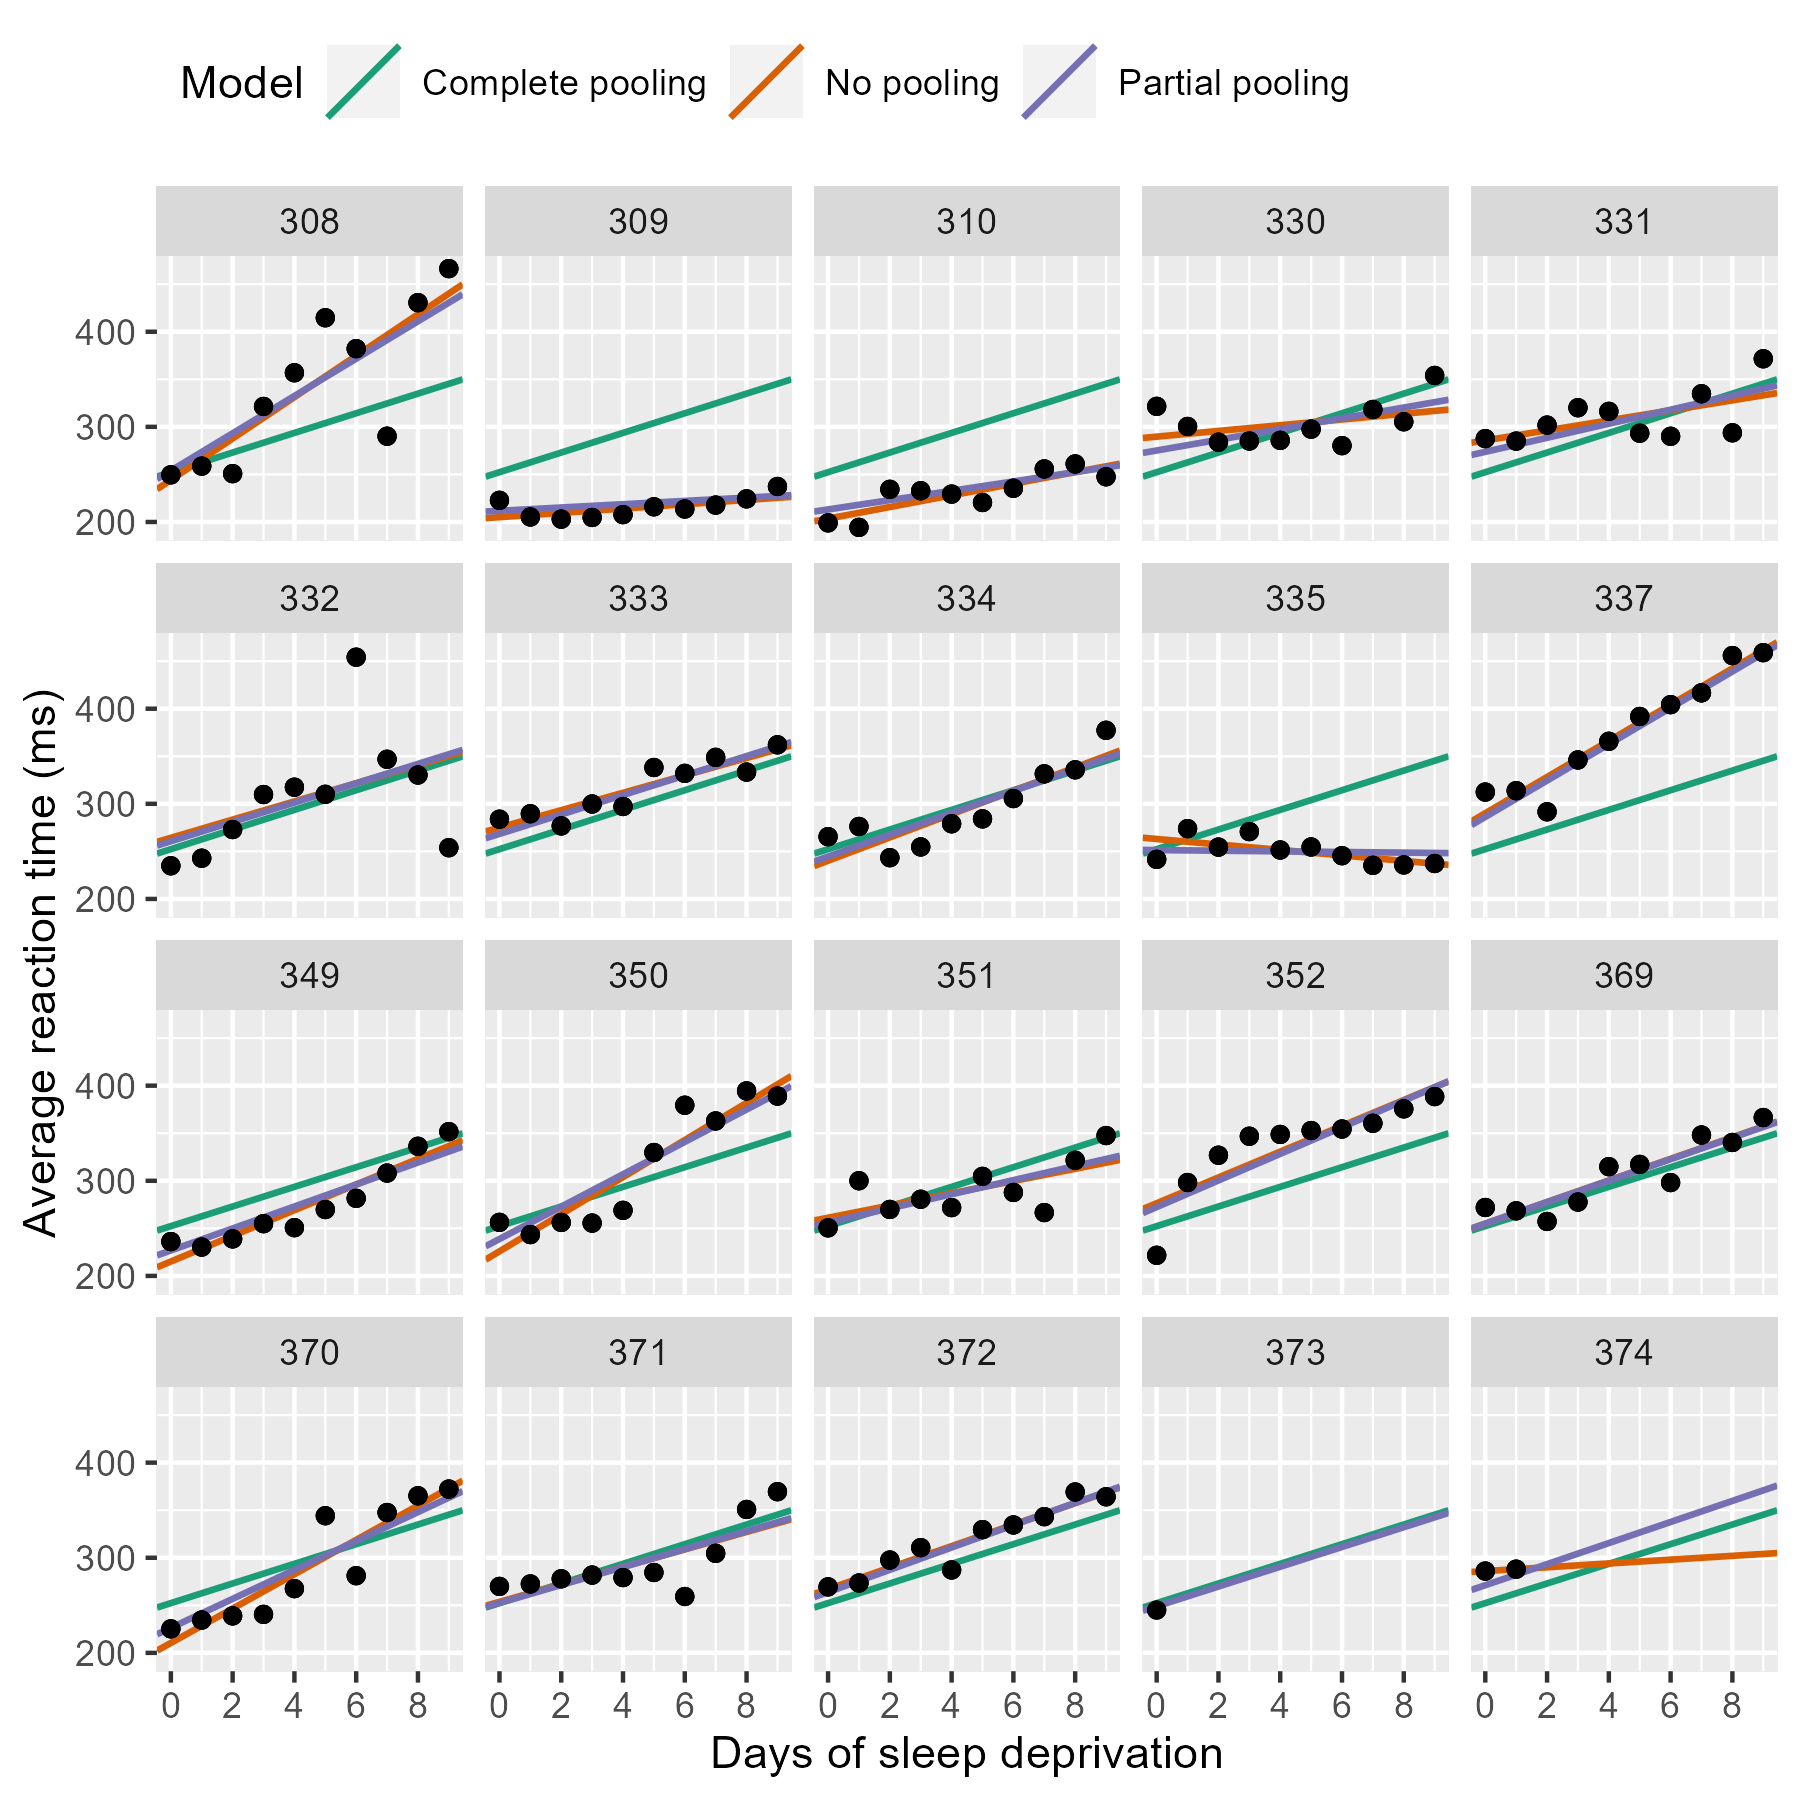 Model Complete pooling No pooling Partial pooling
308 309 310 330 331
400
300
200
332 333 334 335 337
400
300
200
349 350 351 352 369
400
300
200
370 371 372 373 374
400
300
200
0 2 4 6 8 0 2 4 6 8 0 2 4 6 8 0 2 4 6 8 0 2 4 6 8
Days of sleep deprivation
Average reaction time (ms)